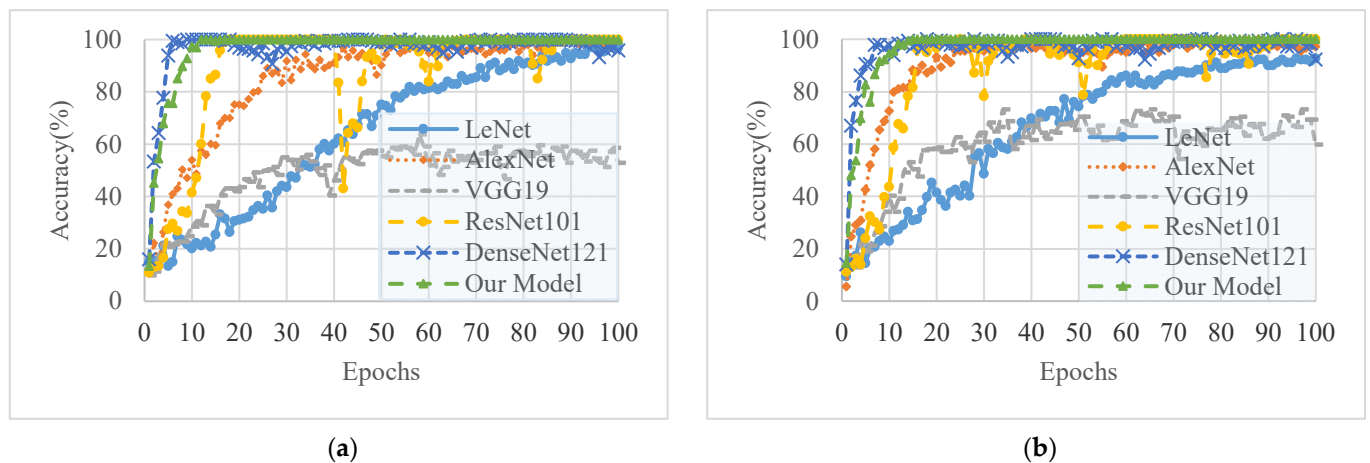 100
80
60
40
20
0
Accuracy(%)
0 10 20 30 40 50 60 70 80 90 100
Epochs
LeNet
AlexNet
VGG19
ResNet101
DenseNet121
Our Model
(a)
100
80
60
40
20
0
Accuracy(%)
0 10 20 30 40 50 60 70 80 90 100
Epochs
LeNet
AlexNet
VGG19
ResNet101
DenseNet121
Our Model
(b)